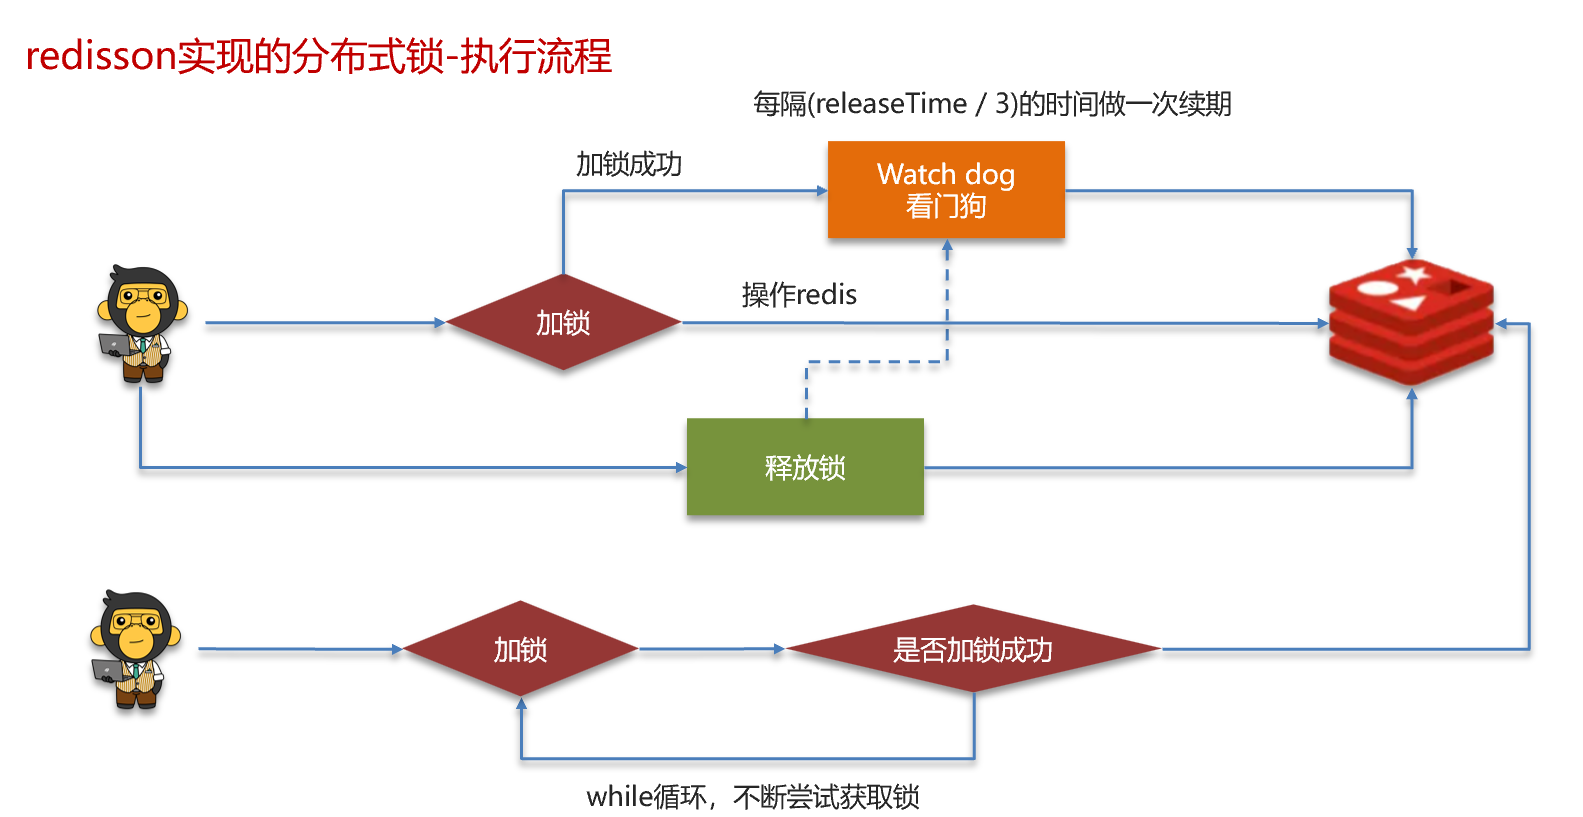 redisson实现的分布式锁-执行流程
每隔(releaseTime / 3)的时间做一次续期
加锁成功
Watch dog
看门狗
操作redis
加锁
释放锁
加锁
是否加锁成功
while循环，不断尝试获取锁